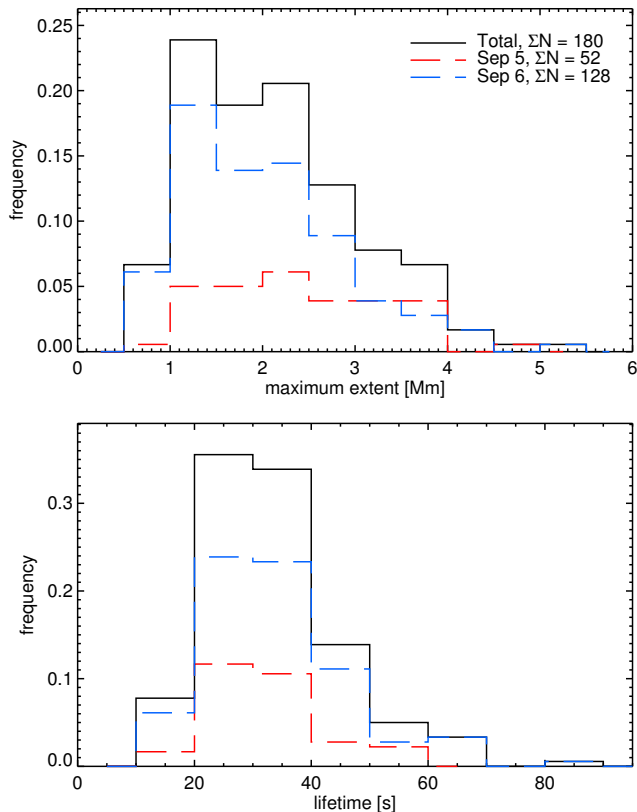 Total, ΣN = 180
Sep 5, ΣN = 52
Sep 6, ΣN = 128
0.25
0.20
0.15
0.10
0.05
0.00
frequency
0 1 2 3 4 5 6
maximum extent [Mm]
0.3
0.2
0.1
0.0
frequency
0 20 40 60 80
lifetime [s]